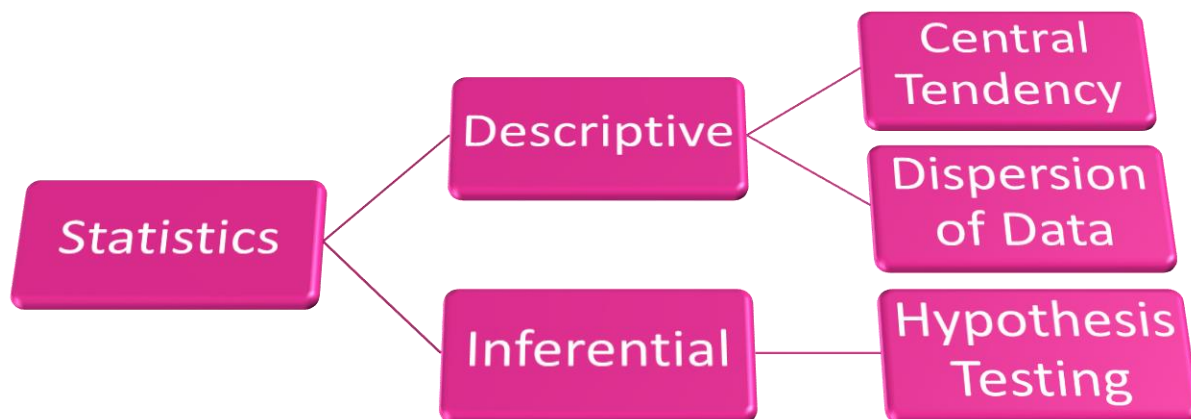 Statistics
Descriptive
Central
Tendency
Dispersion
of Data
Inferential
Hypothesis
Testing